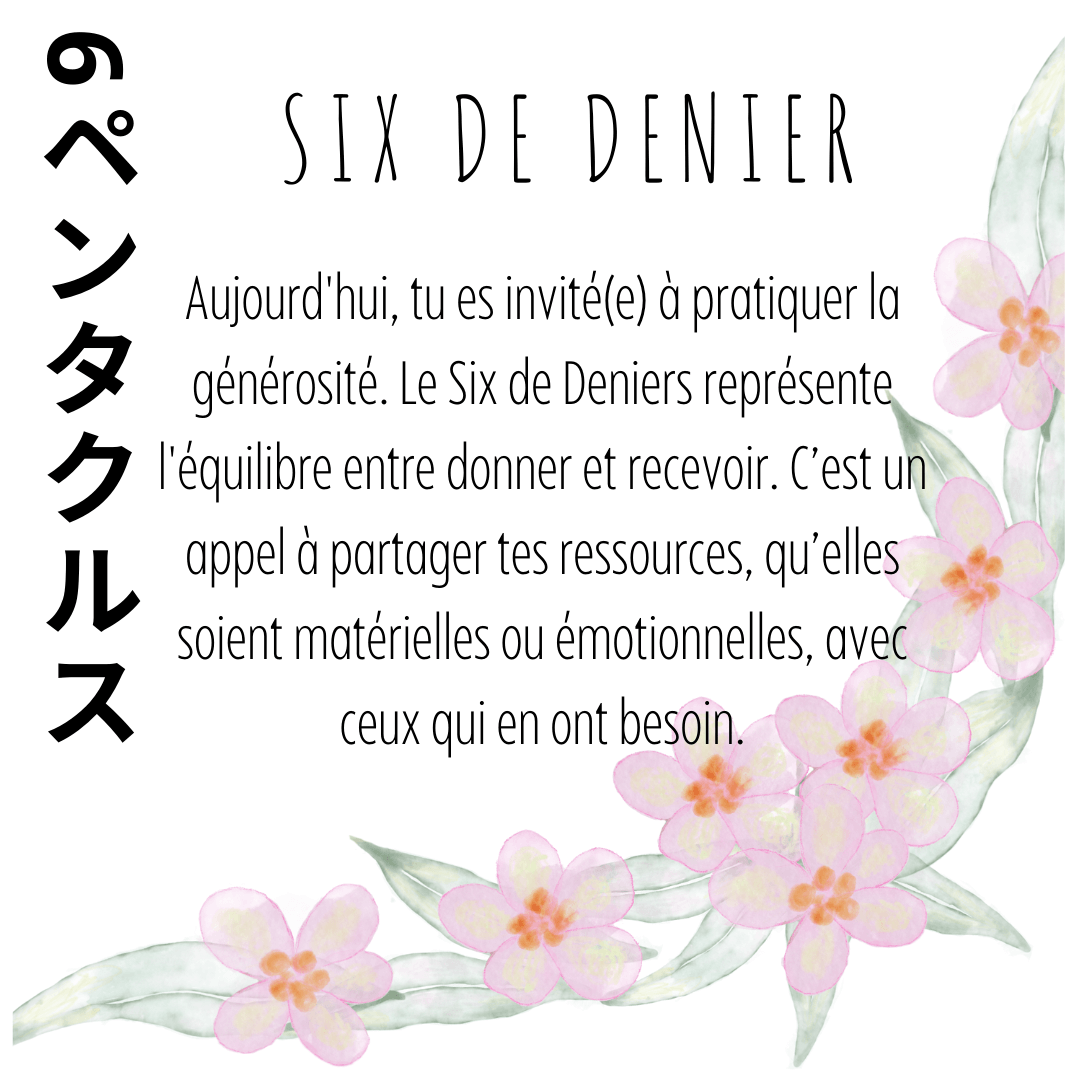 6ペンタクルス
SIX DE DENIER
Aujourd'hui, tu es invité(e) à pratiquer la
générosité. Le Six de Deniers représente
l'équilibre entre donner et recevoir. C’est un
appel à partager tes ressources, qu’elles
soient matérielles ou émotionnelles, avec
ceux qui en ont besoin.